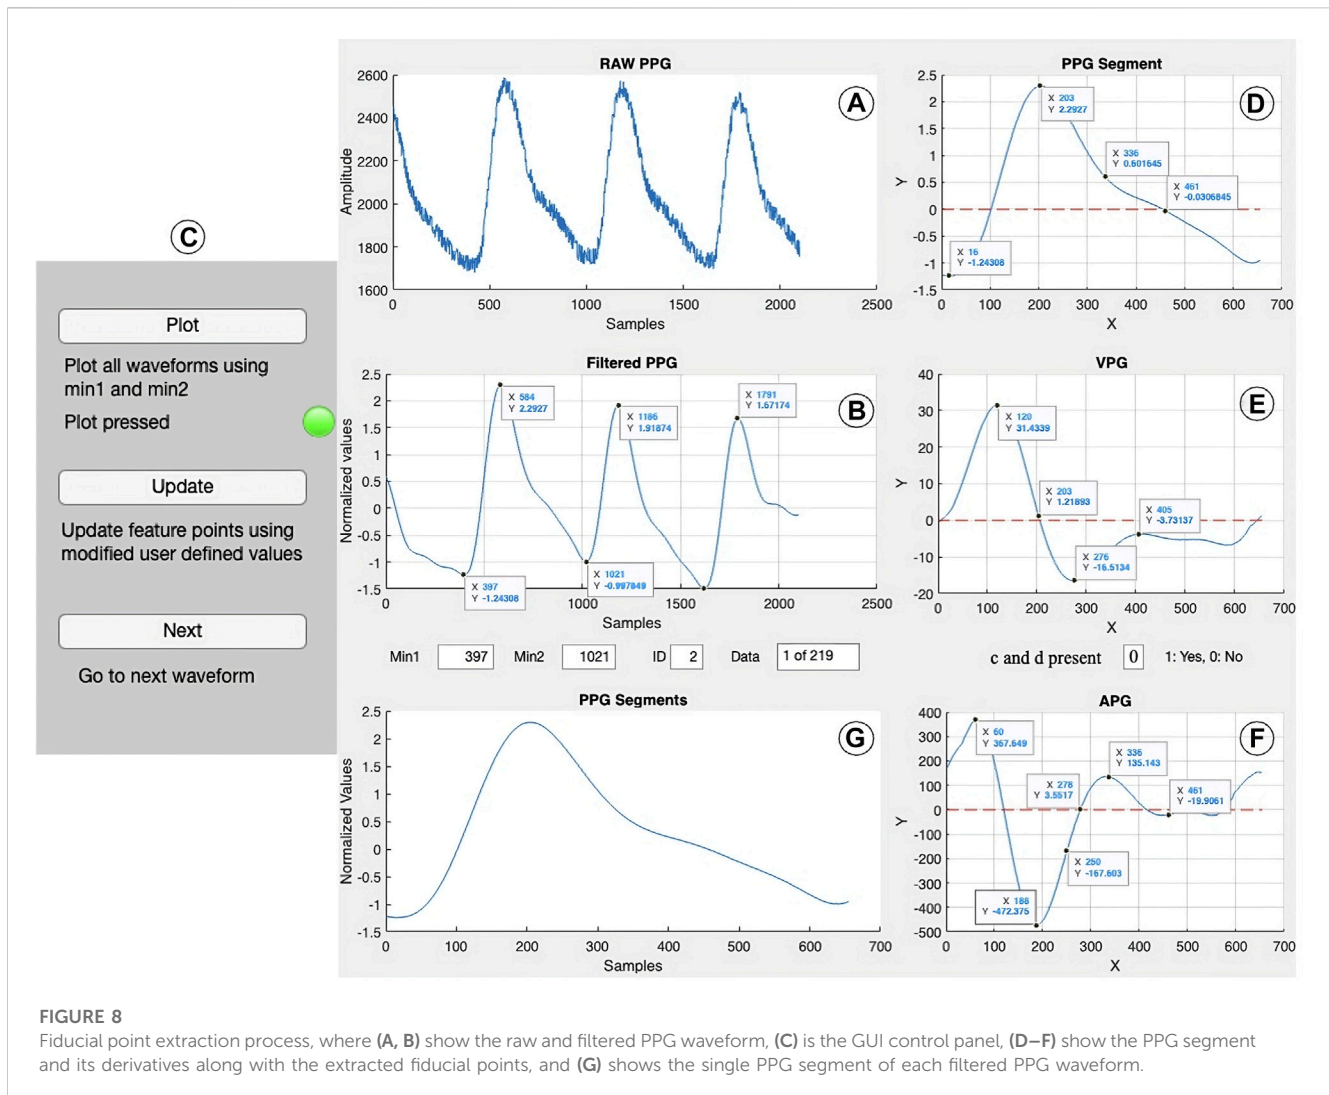 RAW PPG
A
2600
2400
2200
2000
1800
1600
Amplitude
0
500
1000
1500
2000
2500
Samples
PPG Segment
D
2.5
2
1.5
1
0.5
0
-0.5
-1
-1.5
Y
X 203
Y 2.2927
X 336
Y 0.601645
X 461
Y -0.0306845
X 16
Y -1.24308
0
100
200
300
400
500
600
700
X
C
Plot
Plot all waveforms using
min1 and min2
Plot pressed
Update
Update feature points using
modified user defined values
Next
Go to next waveform
Filtered PPG
B
2.5
2
1.5
1
0.5
0
-0.5
-1
-1.5
Normalized values
X 584
Y 2.2927
X 1186
Y 1.91874
X 1791
Y 1.67174
X 397
Y -1.24308
X 1021
Y -0.997849
0
1000
1500
2000
2500
Samples
VPG
E
40
30
20
10
0
-10
-20
Y
X 120
Y 31.4339
X 203
Y 1.21893
X 405
Y -3.73137
X 276
Y -16.5134
0
100
200
300
400
500
600
700
X
Min1 397 Min2 1021 ID 2 Data 1 of 219
c and d present 0 1: Yes, 0: No
PPG Segments
G
2.5
2
1.5
1
0.5
0
-0.5
-1
-1.5
Normalized Values
0
100
200
300
400
500
600
700
Samples
APG
F
400
300
200
100
0
-100
-200
-300
-400
-500
Y
X 60
Y 367.649
X 336
Y 135.143
X 278
Y 3.5517
X 461
Y -19.9061
X 250
Y -167.603
X 188
Y -472.375
0
100
200
300
400
500
600
700
X
FIGURE 8
Fiducial point extraction process, where (A, B) show the raw and filtered PPG waveform, (C) is the GUI control panel, (D–F) show the PPG segment
and its derivatives along with the extracted fiducial points, and (G) shows the single PPG segment of each filtered PPG waveform.